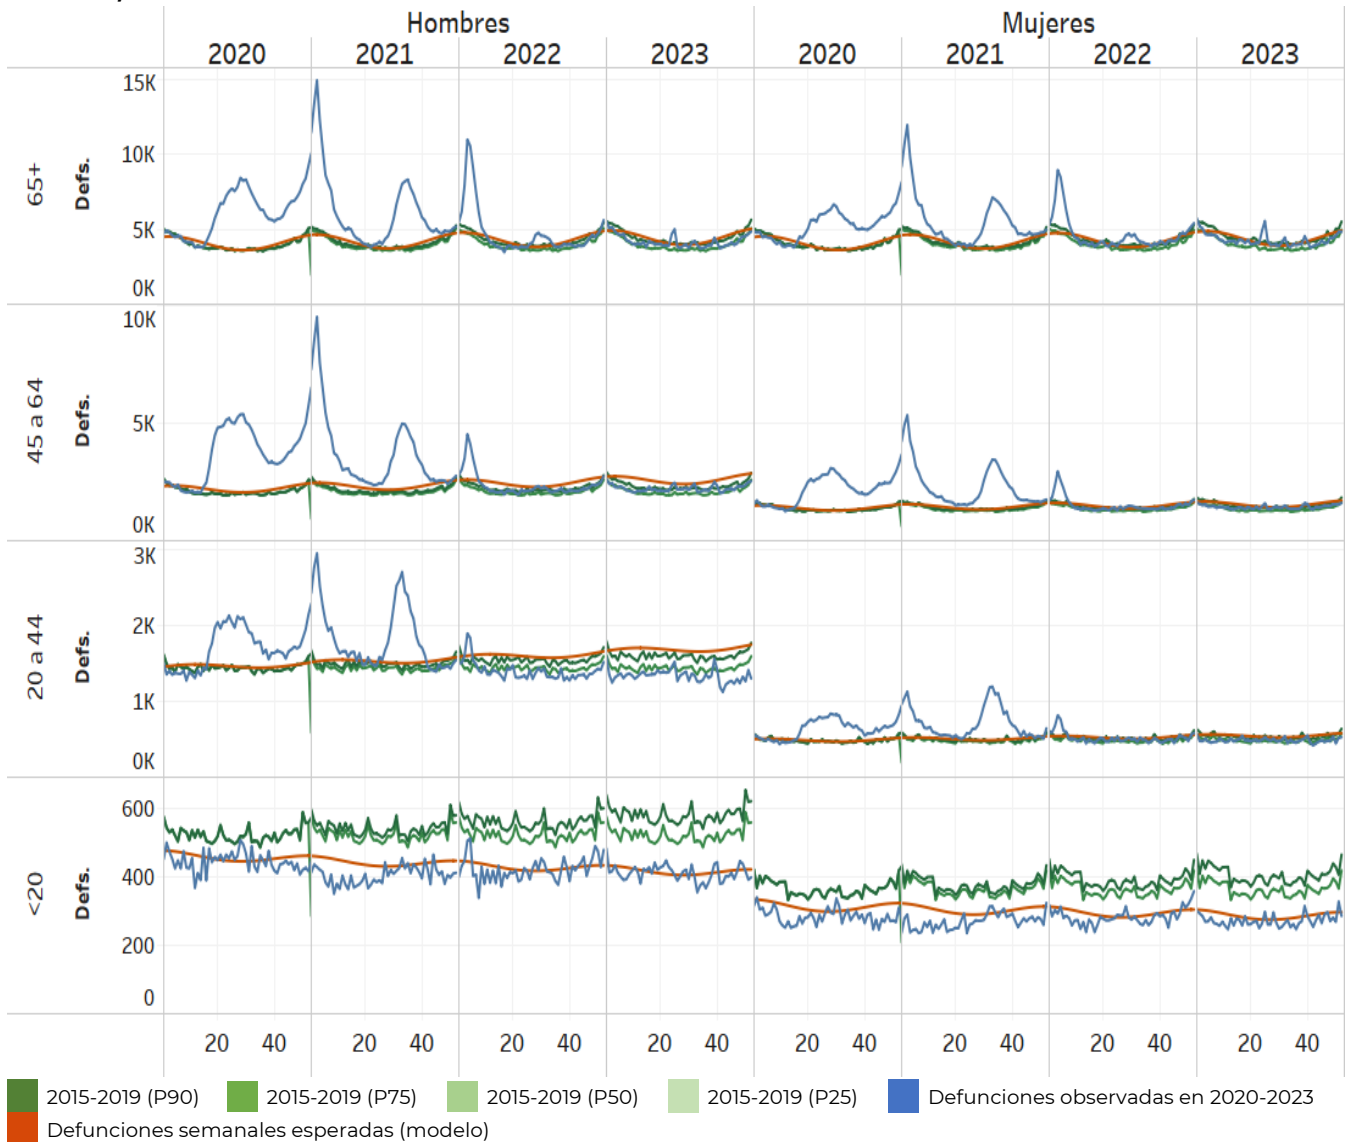 Hombres Mujeres
2020 2021 2022 2023 2020 2021 2022 2023
65+
Defs.
15K
10K
5K
0K
45 a 64
Defs.
10K
5K
0K
20 a 44
Defs.
3K
2K
1K
0K
<20
Defs.
600
400
200
0
20 40 20 40 20 40 20 40 20 40 20 40 20 40 20 40
2015-2019 (P90) 2015-2019 (P75) 2015-2019 (P50) 2015-2019 (P25) Defunciones observadas en 2020-2023
Defunciones semanales esperadas (modelo)